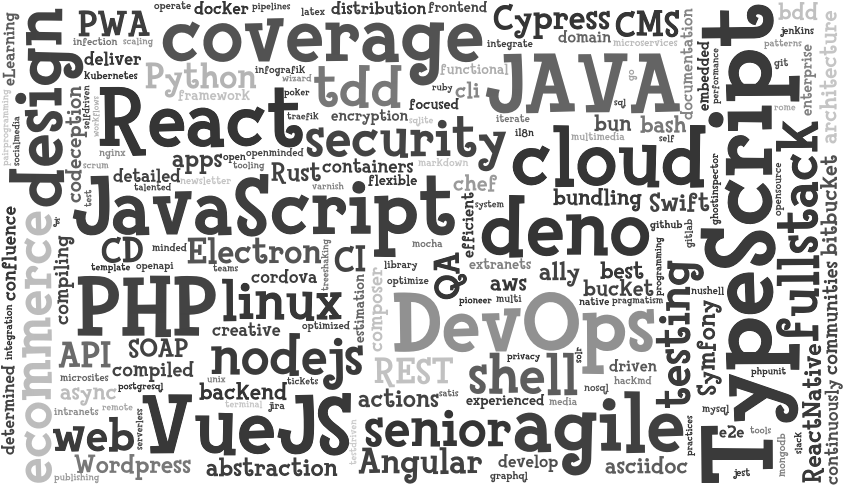 operate
docker
pipelines
latex
distribution
frontend
PWA
coverage
Cypress
CMS
bdd
jenkins
eLearning
infection
scaling
integrate
domain
microservices
patterns
deliver
kubernetes
Python
framework
infografik
wizard
tdd
functional
ruby
cli
JAVA
go
sql
documentation
embedded
performance
git
enterprise
architecture
design
pairprogramming
socialmedia
codeception
selfdriven
workflows
React
poker
traefik
encryption
sqlite
focused
iterate
il8n
bun
bash
self
multimedia
rome
TypeScript
nginx
scrum
apps
open
openminded
tooling
security
markdown
cloud
detailed
talented
newsletter
Rust
containers
varnish
flexible
chef
bundling
Swift
ghostinspector
opensource
fullstack
bitbucket
test
JavaScript
system
efficient
deno
github
gitlab
confluence
ecommerce
compiling
CD
minded
Electron
template
openapi
teams
treeshaking
CI
mocha
library
QA
extranets
ally
best
programming
cordova
optimize
aws
bucket
nushell
PHP
linux
estimation
composer
pioneer
multi
native
pragmatism
testing
communities
integration
creative
optimized
DevOps
Symfony
API
SOAP
nodejs
REST
privacy
solr
shell
driven
hackmd
phpunit
microsites
compiled
postgresql
unix
tickets
nosql
determined
async
backend
actions
satis
experienced
media
mysql
ReactNative
continuously
intranets
remote
serverless
VueJS
terminal
jira
senior
agile
practices
e2e
tools
slack
web
testdriven
Wordpress
Angular
develop
asciidoc
mongodb
publishing
abstraction
graphql
jest